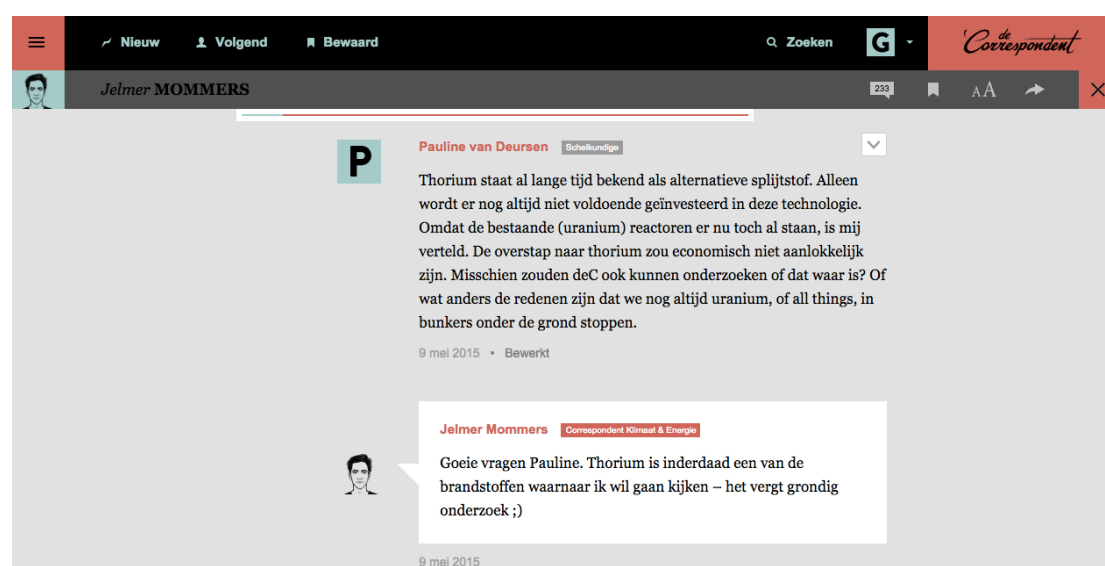 Nieuw Volgend Bewaard Zoeken G de Correspondent
Jelmer MOMMERS 233 AA
P Pauline van Deursen Scheikundige
Thorium staat al lange tijd bekend als alternatieve splijtstof. Alleen
wordt er nog altijd niet voldoende geïnvesteerd in deze technologie.
Omdat de bestaande (uranium) reactoren er nu toch al staan, is mij
verteld. De overstap naar thorium zou economisch niet aanlokkelijk
zijn. Misschien zouden deC ook kunnen onderzoeken of dat waar is? Of
wat anders de redenen zijn dat we nog altijd uranium, of all things, in
bunkers onder de grond stoppen.
9 mei 2015 • Bewerkt
Jelmer Mommers Correspondent Klimaat & Energie
Goeie vragen Pauline. Thorium is inderdaad een van de
brandstoffen waarnaar ik wil gaan kijken – het vergt grondig
onderzoek ;)
9 mei 2015